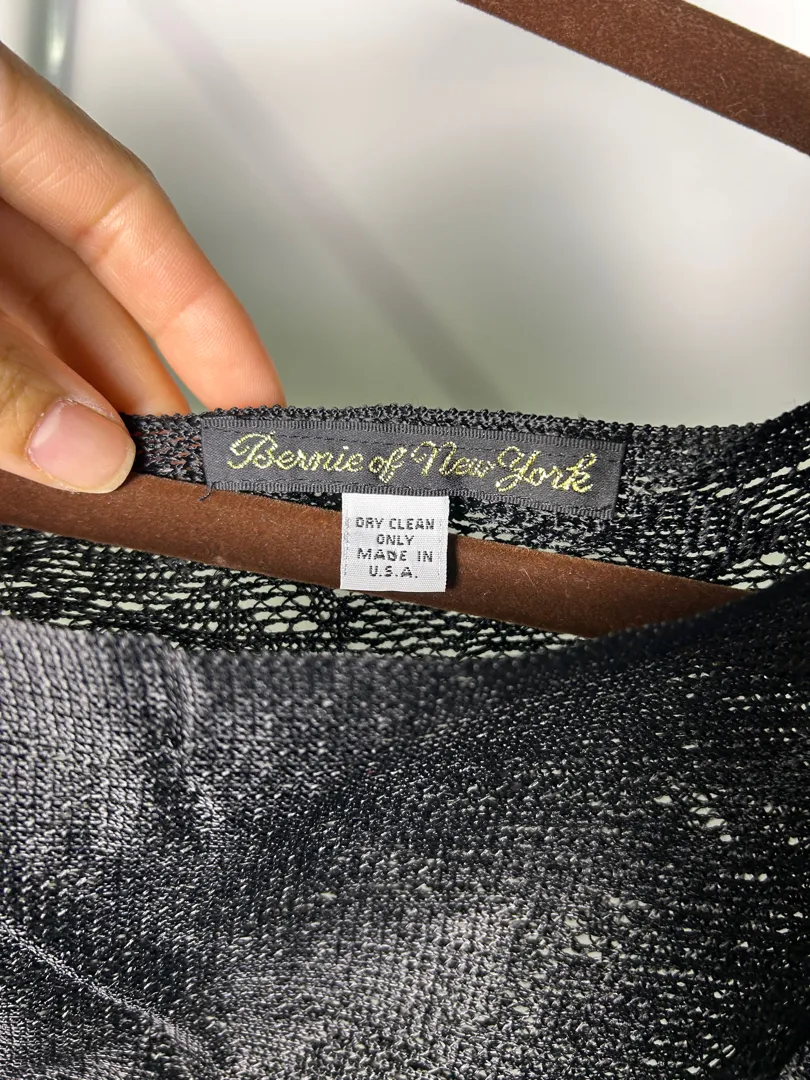 Bernie of New York
DRY CLEAN
ONLY
MADE IN
U.S.A.